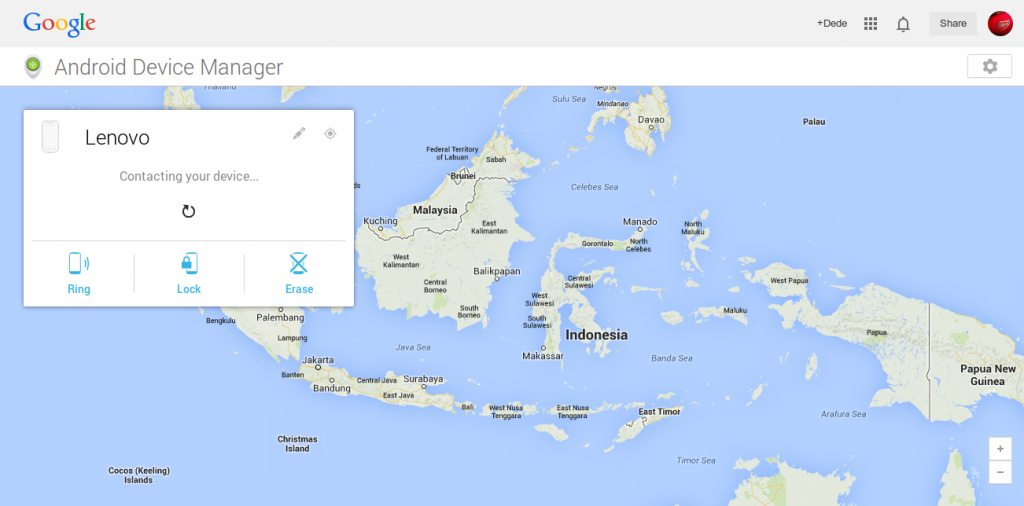 Google
+Dede
Share
Android Device Manager
Lenovo
Contacting your device...
Ring
Lock
Erase
Thailand
Sulu Sea
Mindanao
Davao
Palau
Federal Territory
of Labuan
Sabah
Brunei
Celebes Sea
Malaysia
Kuching
East
Kalimantan
Manado
North
Maluku
Gorontalo
North
Celebes
West
Kalimantan
Balikpapan
Central
Borneo
Central
Sulawesi
West Papua
West
Sulawesi
South
Borneo
South
Sulawesi
Maluku
Papua
Bengkulu
Palembang
Lampung
Indonesia
Java Sea
Makassar
Banda Sea
Papua New
Guinea
Jakarta
Banten
Bandung
Central Java
Surabaya
East Java
Bali
West Nusa
Tenggara
East Nusa
Tenggara
East Timor
Arafura Sea
Christmas
Island
Timor Sea
Cocos (Keeling)
Islands
+
−